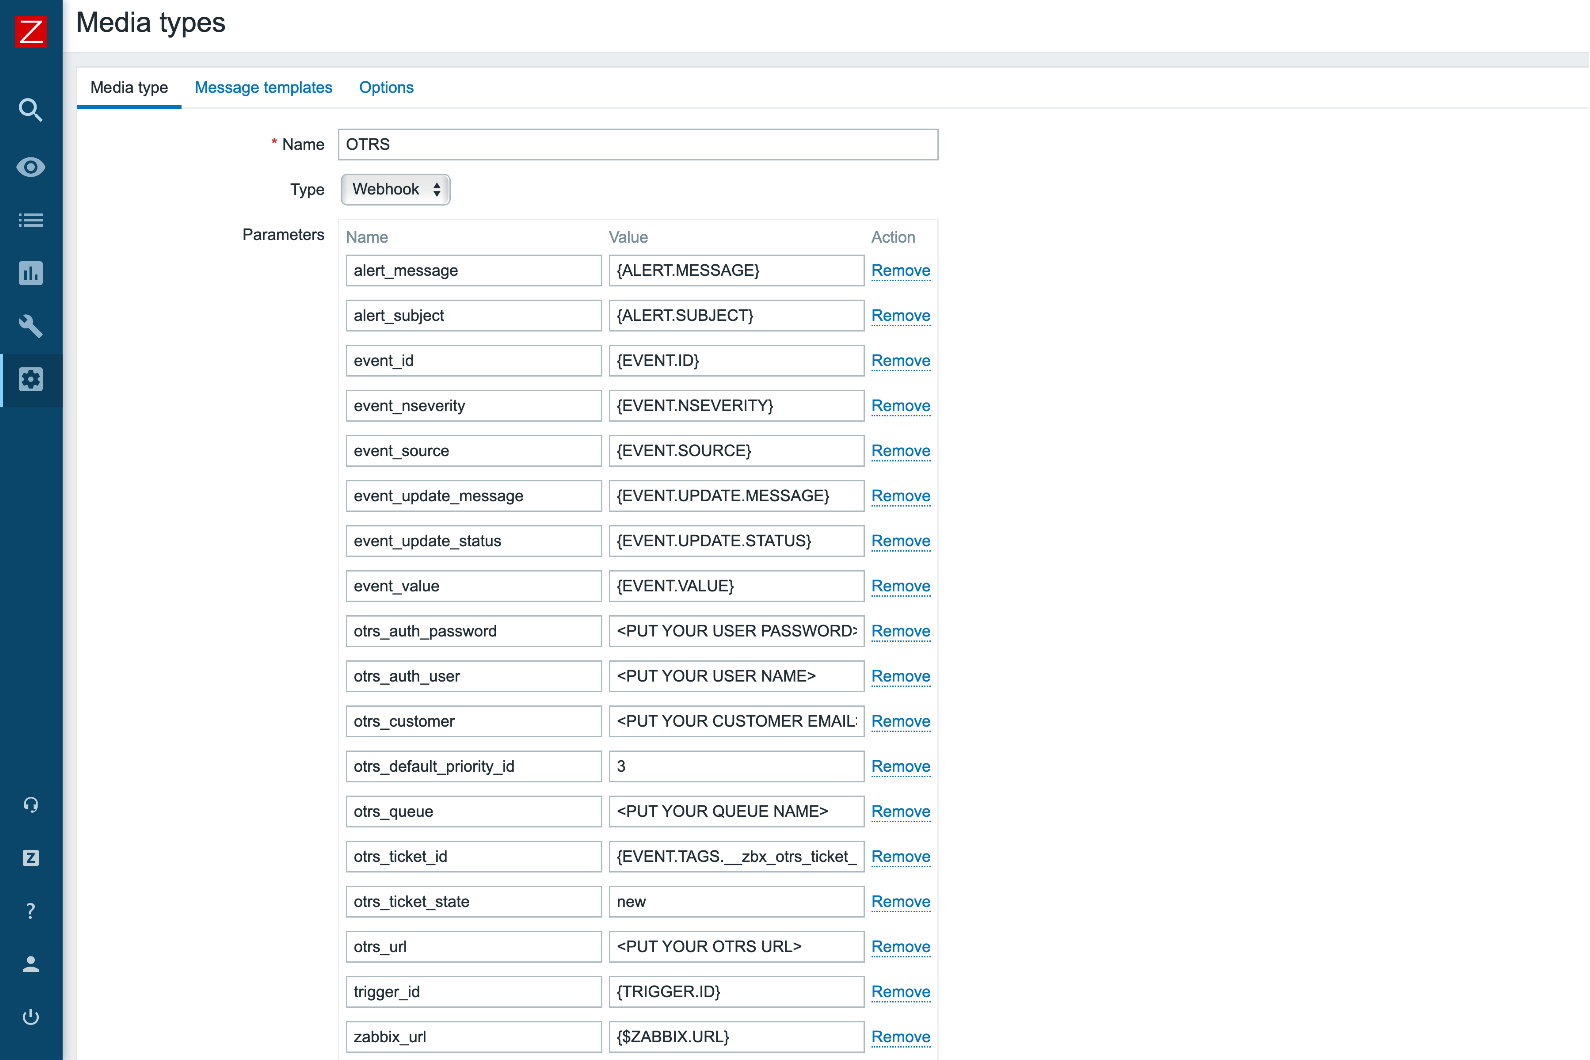 Z
Media types
Media type Message templates Options
* Name OTRS
Type Webhook
Parameters Name Value Action
alert_message {ALERT.MESSAGE} Remove
alert_subject {ALERT.SUBJECT} Remove
event_id {EVENT.ID} Remove
event_nseverity {EVENT.NSEVERITY} Remove
event_source {EVENT.SOURCE} Remove
event_update_message {EVENT.UPDATE.MESSAGE} Remove
event_update_status {EVENT.UPDATE.STATUS} Remove
event_value {EVENT.VALUE} Remove
otrs_auth_password <PUT YOUR USER PASSWORD> Remove
otrs_auth_user <PUT YOUR USER NAME> Remove
otrs_customer <PUT YOUR CUSTOMER EMAIL Remove
otrs_default_priority_id 3 Remove
otrs_queue <PUT YOUR QUEUE NAME> Remove
otrs_ticket_id {EVENT.TAGS.__zbx_otrs_ticket_ Remove
otrs_ticket_state new Remove
otrs_url <PUT YOUR OTRS URL> Remove
trigger_id {TRIGGER.ID} Remove
zabbix_url {$ZABBIX.URL} Remove
Z
?